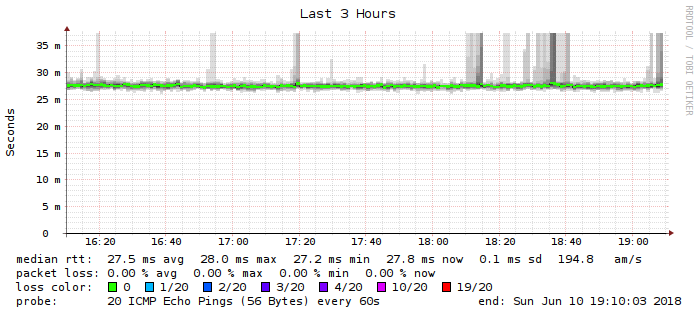 Last 3 Hours
RRDTOOL / TOBI OETIKER
Seconds
35 m
30 m
25 m
20 m
15 m
10 m
5 m
0
16:20 16:40 17:00 17:20 17:40 18:00 18:20 18:40 19:00
median rtt: 27.5 ms avg 28.0 ms max 27.2 ms min 27.8 ms now 0.1 ms sd 194.8 am/s
packet loss: 0.00 % avg 0.00 % max 0.00 % min 0.00 % now
loss color: 0 1/20 2/20 3/20 4/20 10/20 19/20
probe: 20 ICMP Echo Pings (56 Bytes) every 60s end: Sun Jun 10 19:10:03 2018